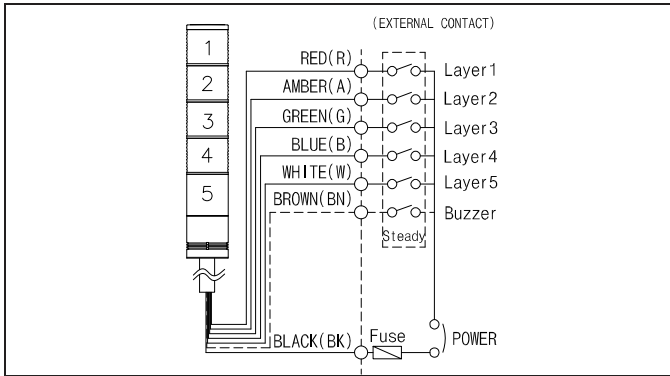 (EXTERNAL CONTACT)
1
2
3
4
5
RED(R)
Layer1
AMBER(A)
Layer2
GREEN(G)
Layer3
BLUE(B)
Layer4
WHITE(W)
Layer5
BROWN(BN)
Buzzer
Steady
BLACK(BK)
Fuse
POWER